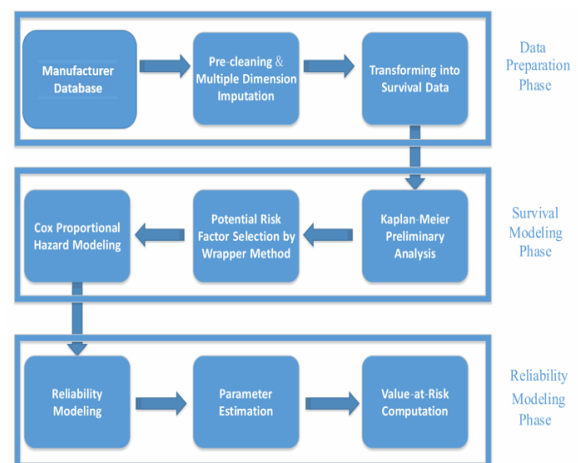 Manufacturer
Database
Pre-cleaning &
Multiple Dimension
Imputation
Transforming into
Survival Data
Data
Preparation
Phase
Cox Proportional
Hazard Modeling
Potential Risk
Factor Selection by
Wrapper Method
Kaplan-Meier
Preliminary
Analysis
Survival
Modeling
Phase
Reliability
Modeling
Parameter
Estimation
Value-at-Risk
Computation
Reliability
Modeling
Phase